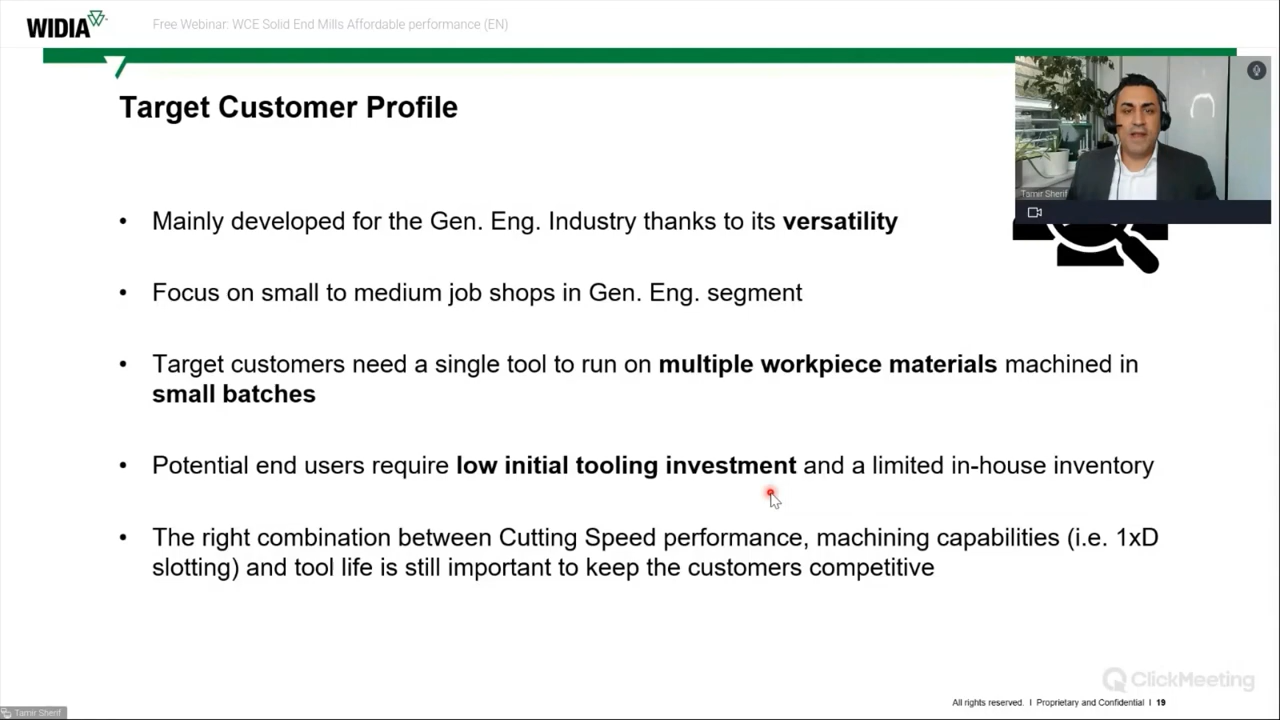 WIDIA
Free Webinar: WCE Solid End Mills Affordable performance (EN)
Target Customer Profile
Tamir Sherif
• Mainly developed for the Gen. Eng. Industry thanks to its versatility
• Focus on small to medium job shops in Gen. Eng. segment
• Target customers need a single tool to run on multiple workpiece materials machined in
small batches
• Potential end users require low initial tooling investment and a limited in-house inventory
• The right combination between Cutting Speed performance, machining capabilities (i.e. 1xD
slotting) and tool life is still important to keep the customers competitive
ClickMeeting
All rights reserved. I Proprietary and Confidential I 19
Tamir Sherif